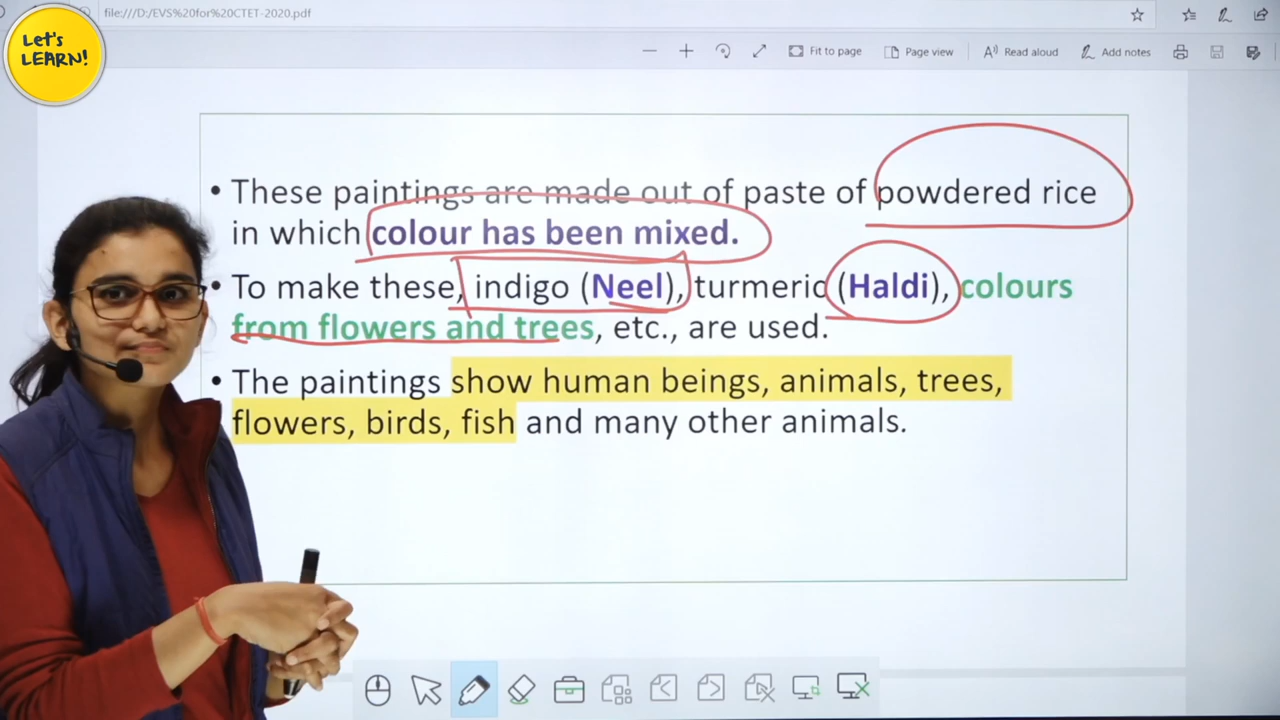 file:///D:/EVS%20for%20CTET-2020.pdf
Let's
LEARN!
Fit to page
Page view
Read aloud
Add notes
• These paintings are made out of paste of powdered rice
in which colour has been mixed.
• To make these, indigo (Neel), turmeric (Haldi), colours
from flowers and trees, etc., are used.
• The paintings show human beings, animals, trees,
flowers, birds, fish and many other animals.